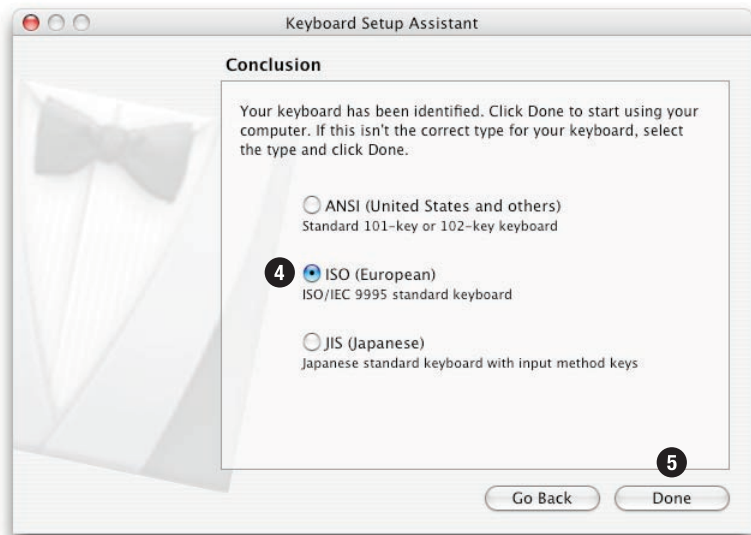 Keyboard Setup Assistant
Conclusion
Your keyboard has been identified. Click Done to start using your
computer. If this isn't the correct type for your keyboard, select
the type and click Done.
ANSI (United States and others)
Standard 101-key or 102-key keyboard
4 ISO (European)
ISO/IEC 9995 standard keyboard
JIS (Japanese)
Japanese standard keyboard with input method keys
5
Go Back Done